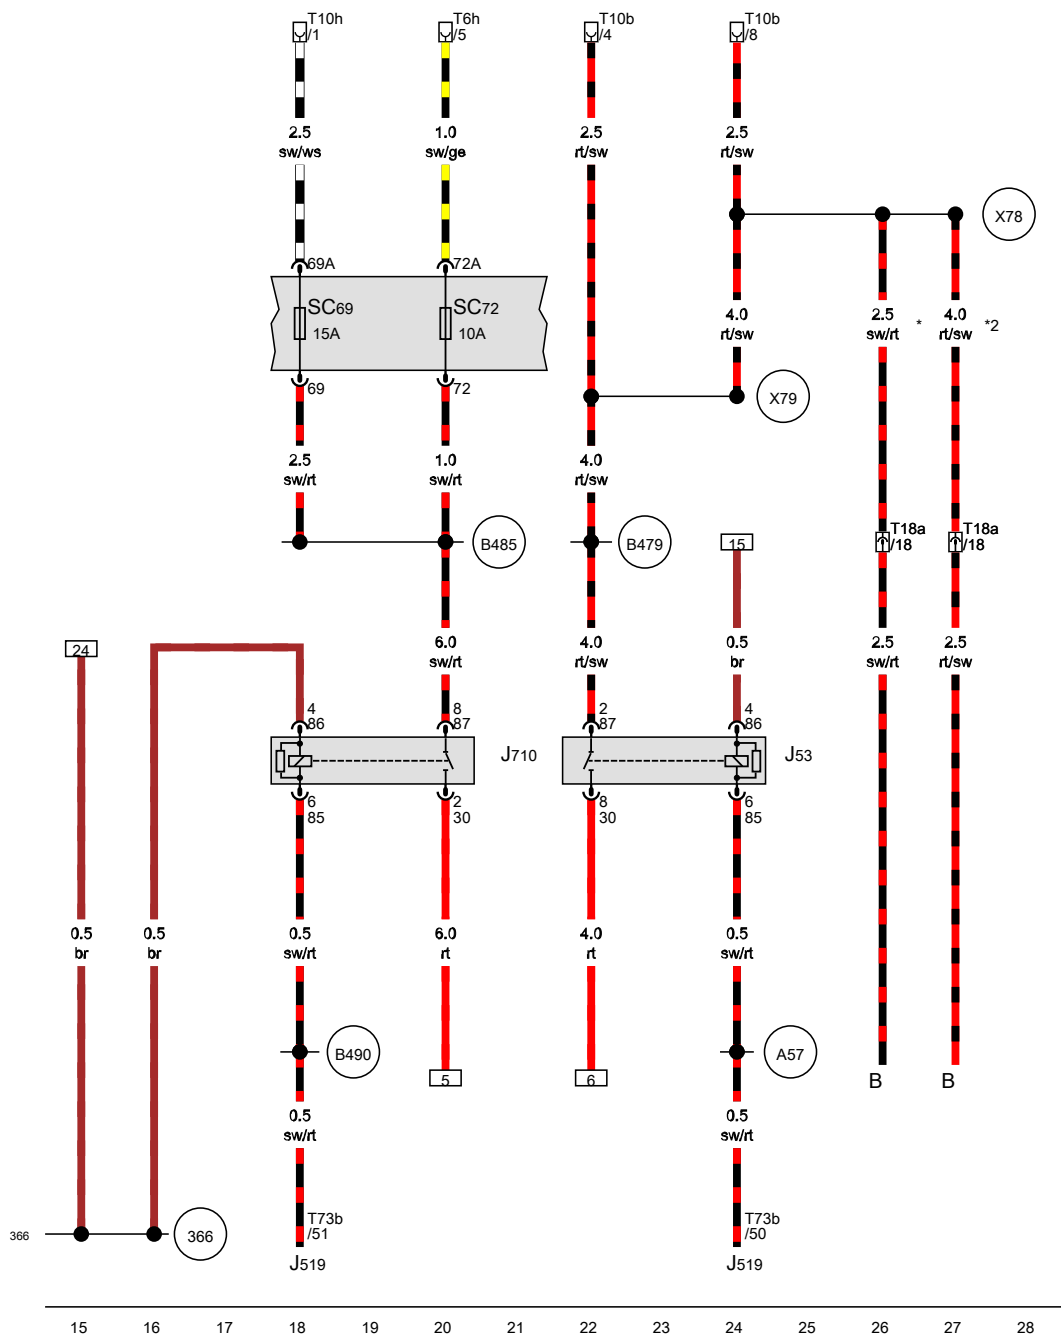 T10h
/1
T6h
/5
T10b
/4
T10b
/8
2.5
sw/ws
1.0
sw/ge
2.5
rt/sw
2.5
rt/sw
X78
69A
72A
SC69
15A
SC72
10A
4.0
rt/sw
2.5
sw/rt
*
4.0
rt/sw
*2
69
72
X79
2.5
sw/rt
1.0
sw/rt
4.0
rt/sw
B485
B479
15
T18a
/18
T18a
/18
24
6.0
sw/rt
4.0
rt/sw
0.5
br
2.5
sw/rt
2.5
rt/sw
4
86
8
87
2
87
4
86
J710
J53
6
85
2
30
8
30
6
85
0.5
br
0.5
br
0.5
sw/rt
6.0
rt
4.0
rt
0.5
sw/rt
B490
A57
5
6
B
B
0.5
sw/rt
0.5
sw/rt
366
366
T73b
/51
T73b
/50
J519
J519
15 16 17 18 19 20 21 22 23 24 25 26 27 28